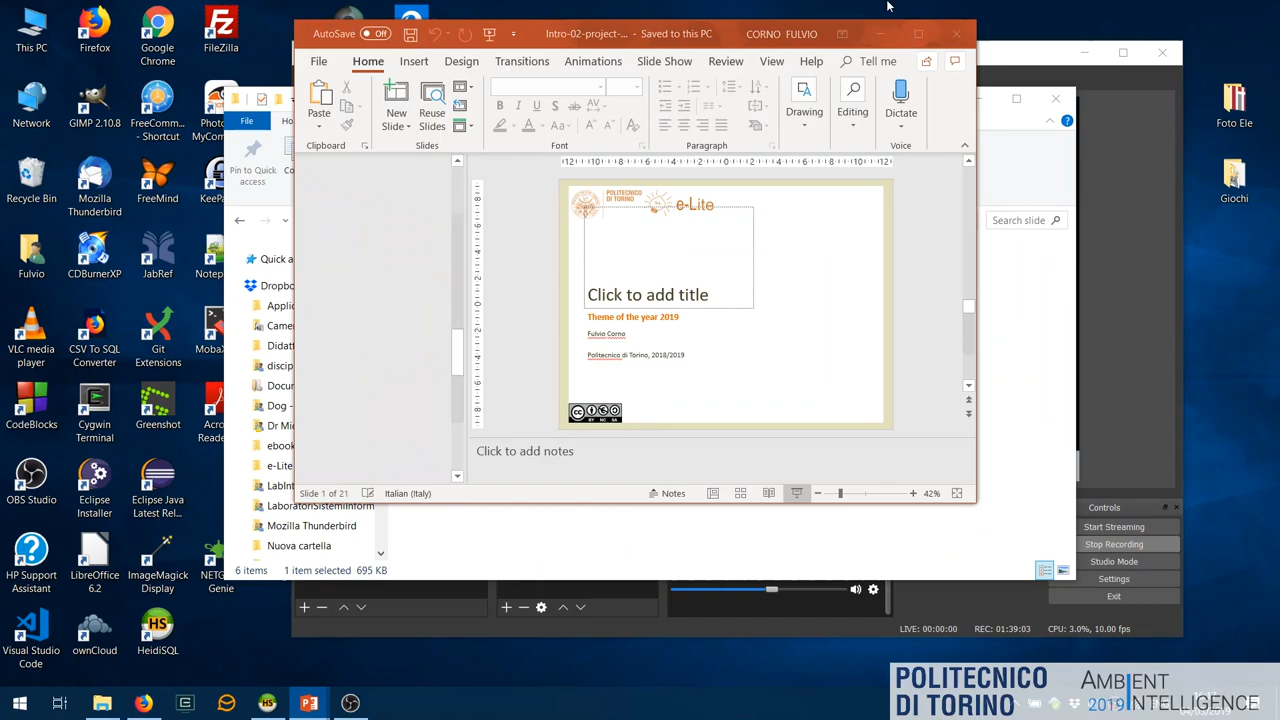 This PC
Firefox
Google Chrome
FileZilla
Network
GIMP 2.10.8
FreeComm... - Shortcut
Recycle Bin
Mozilla Thunderbird
FreeMind
Fulvio
CDBurnerXP
JabRef
VLC media player
CSV To SQL Converter
Git Extensions
CodeBlocks
Cygwin Terminal
Greenshot
OBS Studio
Eclipse Installer
Eclipse Java Latest Rel...
HP Support Assistant
LibreOffice 6.2
ImageMagick Display
Visual Studio Code
ownCloud
HeidiSQL
Foto Ele
Giochi
AutoSave Off
Intro-02-project-... - Saved to this PC
CORNO FULVIO
File Home Insert Design Transitions Animations Slide Show Review View Help Tell me
Paste
New Slide
Reuse Slides
Drawing
Editing
Dictate
Clipboard Slides Font Paragraph Voice
POLITECNICO
DI TORINO
e-Lite
Click to add title
Theme of the year 2019
Fulvio Corno
Politecnico di Torino, 2018/2019
CC BY NC SA
Click to add notes
Slide 1 of 21 Italian (Italy) Notes 42%
File
Pin to Quick access
Search slide
Quick a
Dropbo
Applic
Camer
Didatt
discip
Docum
Dog -
Dr Mi
ebook
e-Lite
LabInt
LaboratoriSistemiInform
Mozilla Thunderbird
Nuova cartella
6 items 1 item selected 695 KB
Controls
Start Streaming
Stop Recording
Studio Mode
Settings
Exit
LIVE: 00:00:00 REC: 01:39:03 CPU: 3.0%, 10.00 fps
POLITECNICO
DI TORINO
AMBIENT
2019 INTELLIGENCE